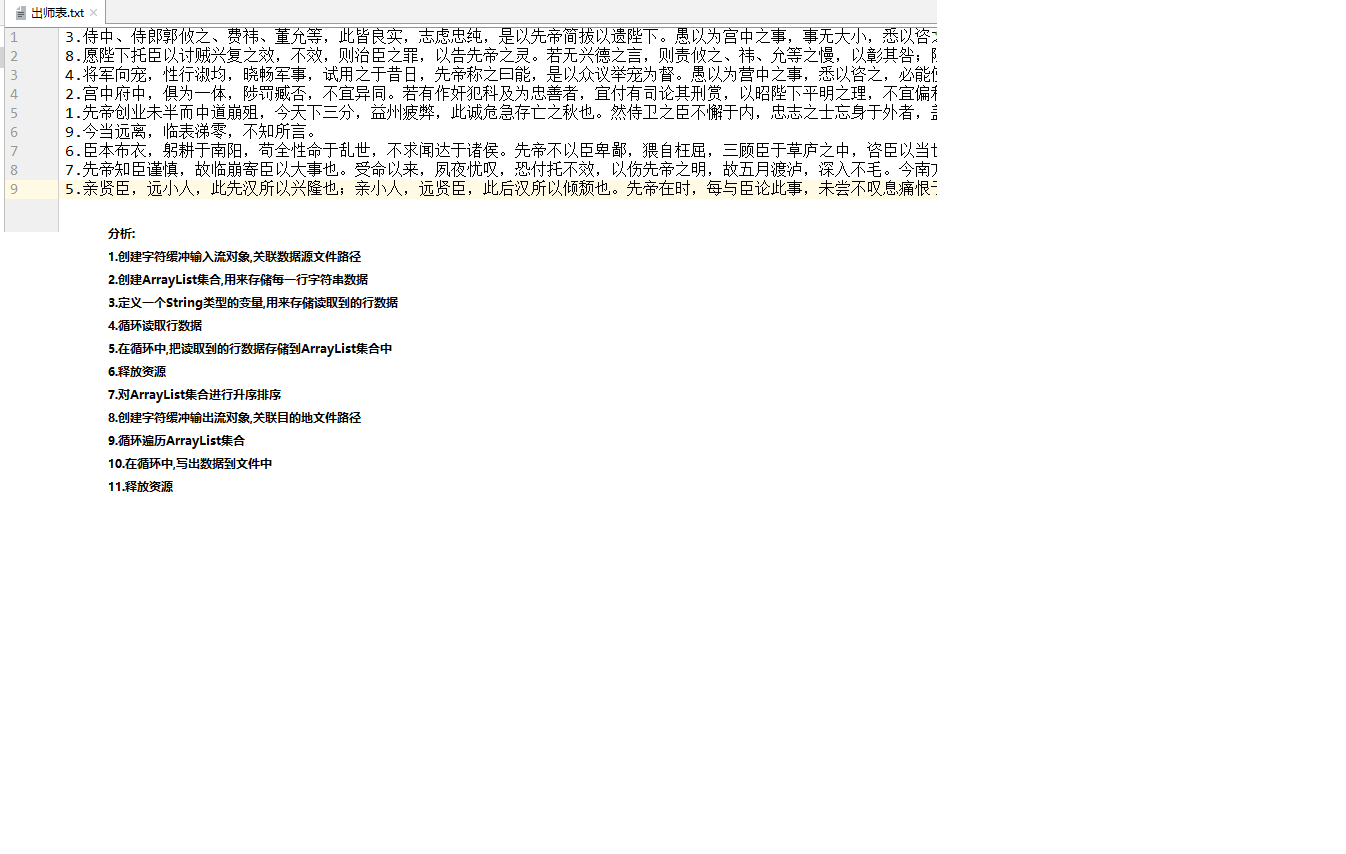 出师表.txt
1 3.侍中、侍郎郭攸之、费祎、董允等，此皆良实，志虑忠纯，是以先帝简拔以遗陛下。愚以为宫中之事，事无大小，悉以咨
2 8.愿陛下托臣以讨贼兴复之效，不效，则治臣之罪，以告先帝之灵。若无兴德之言，则责攸之、祎、允等之慢，以彰其咎；
3 4.将军向宠，性行淑均，晓畅军事，试用之于昔日，先帝称之曰能，是以众议举宠为督。愚以为营中之事，悉以咨之，必能
4 2.宫中府中，俱为一体，陟罚臧否，不宜异同。若有作奸犯科及为忠善者，宜付有司论其刑赏，以昭陛下平明之理，不宜偏
5 1.先帝创业未半而中道崩殂，今天下三分，益州疲弊，此诚危急存亡之秋也。然侍卫之臣不懈于内，忠志之士忘身于外者，
6 9.今当远离，临表涕零，不知所言。
7 6.臣本布衣，躬耕于南阳，苟全性命于乱世，不求闻达于诸侯。先帝不以臣卑鄙，猥自枉屈，三顾臣于草庐之中，咨臣以当
8 7.先帝知臣谨慎，故临崩寄臣以大事也。受命以来，夙夜忧叹，恐付托不效，以伤先帝之明，故五月渡泸，深入不毛。今南
9 5.亲贤臣，远小人，此先汉所以兴隆也；亲小人，远贤臣，此后汉所以倾颓也。先帝在时，每与臣论此事，未尝不叹息痛恨
分析:
1.创建字符缓冲输入流对象,关联数据源文件路径
2.创建ArrayList集合,用来存储每一行字符串数据
3.定义一个String类型的变量,用来存储读取到的行数据
4.循环读取行数据
5.在循环中,把读取到的行数据存储到ArrayList集合中
6.释放资源
7.对ArrayList集合进行升序排序
8.创建字符缓冲输出流对象,关联目的地文件路径
9.循环遍历ArrayList集合
10.在循环中,写出数据到文件中
11.释放资源